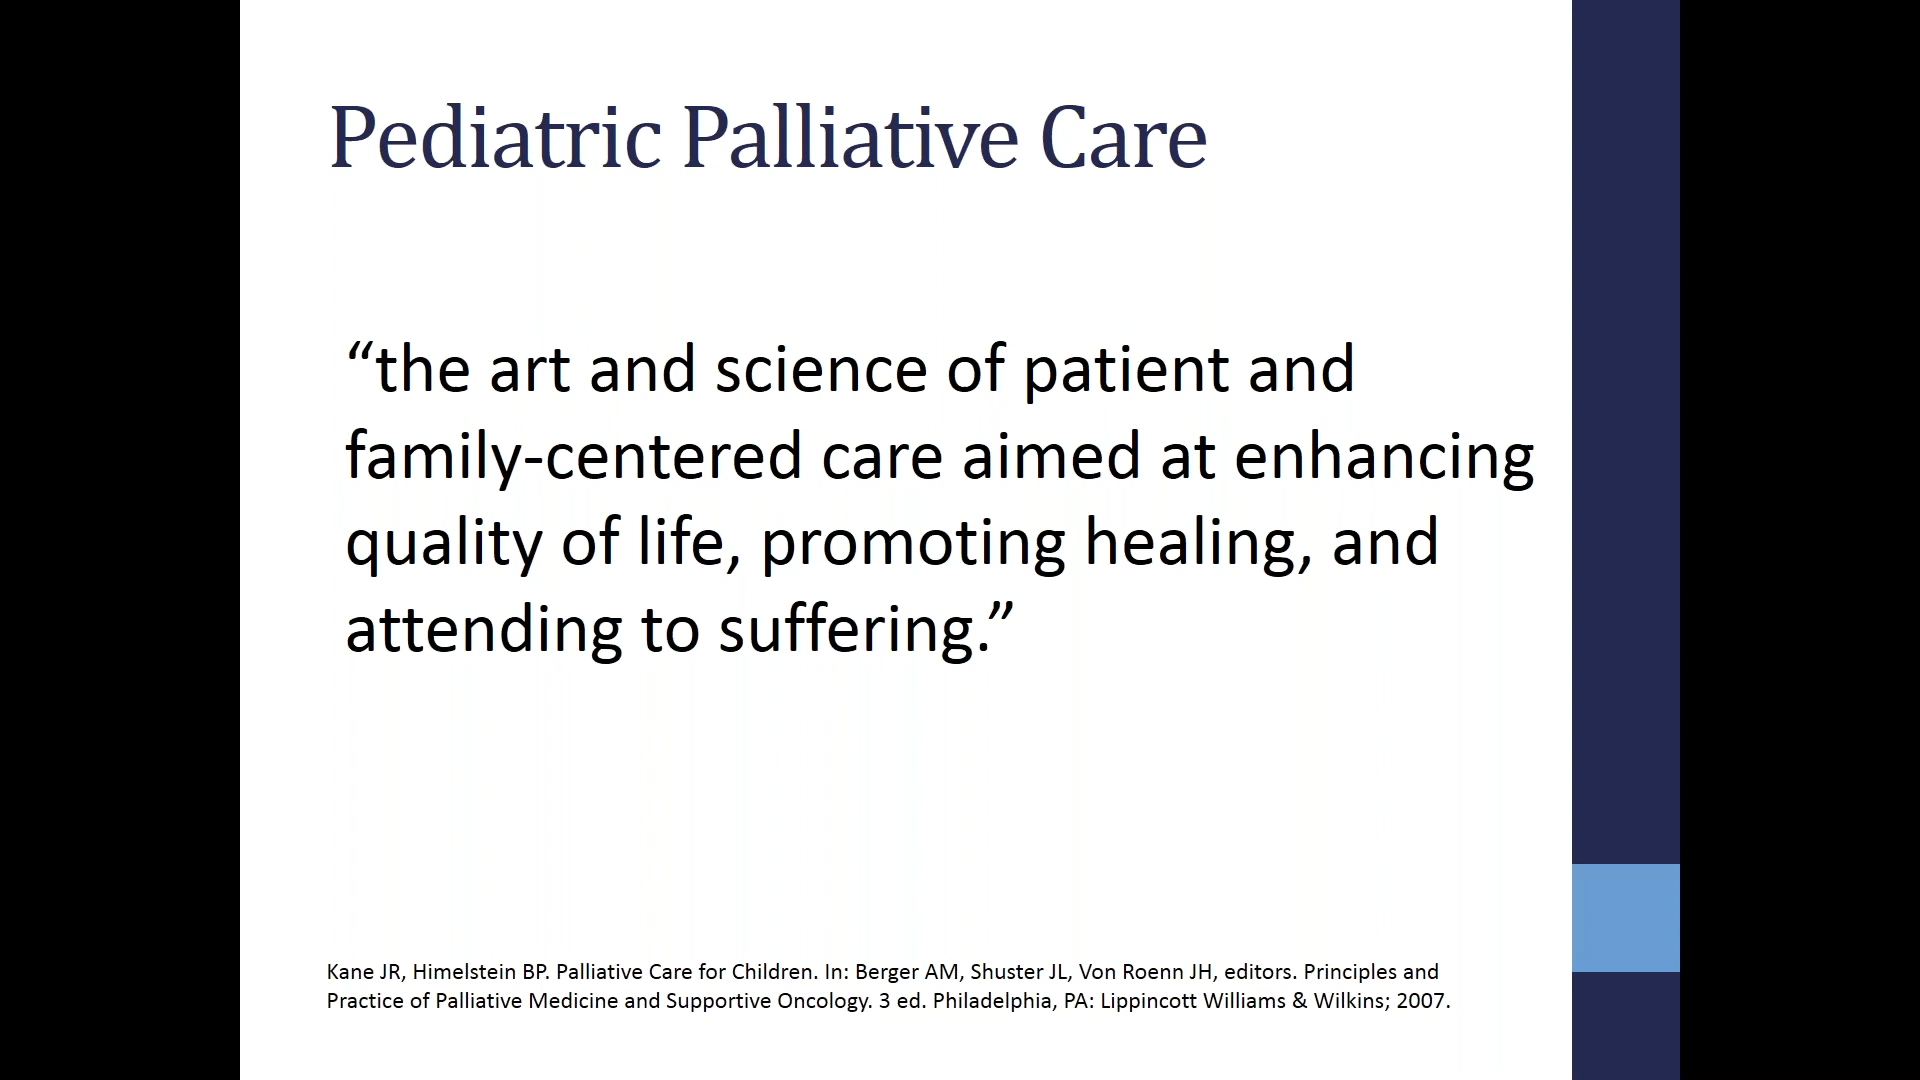 Pediatric Palliative Care
“the art and science of patient and
family-centered care aimed at enhancing
quality of life, promoting healing, and
attending to suffering.”
Kane JR, Himelstein BP. Palliative Care for Children. In: Berger AM, Shuster JL, Von Roenn JH, editors. Principles and
Practice of Palliative Medicine and Supportive Oncology. 3 ed. Philadelphia, PA: Lippincott Williams & Wilkins; 2007.